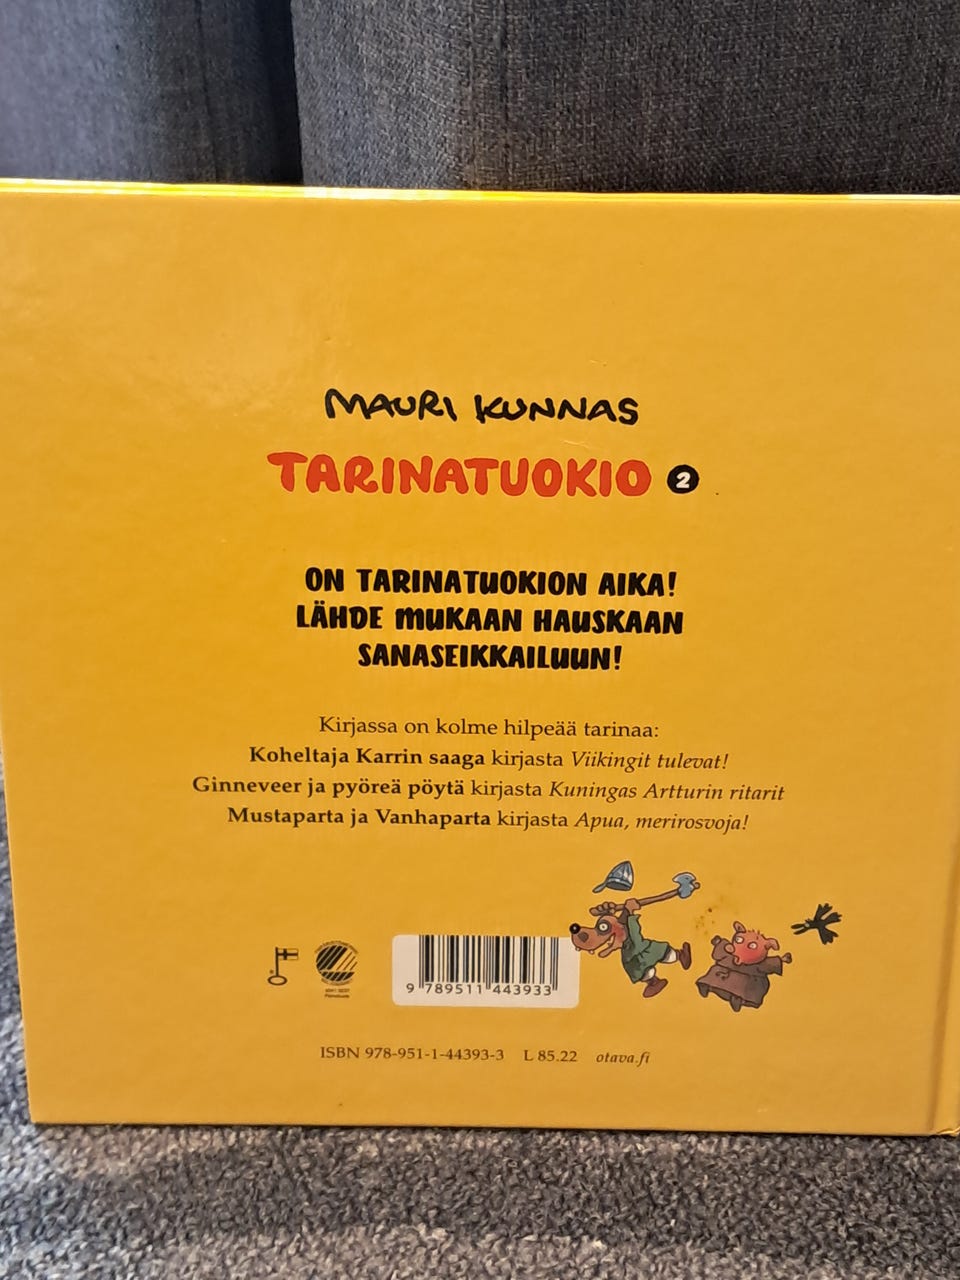 MAURI KUNNAS
TARINATUOKIO 2
ON TARINATUOKION AIKA!
LÄHDE MUKAAN HAUSKAAN
SANASEIKKAILUUN!
Kirjassa on kolme hilpeää tarinaa:
Koheltaja Karrin saaga kirjasta Viikingit tulevat!
Ginneveer ja pyöreä pöytä kirjasta Kuningas Artturin ritarit
Mustaparta ja Vanhaparta kirjasta Apua, merirosvoja!
9 789511 443933
ISBN 978-951-1-44393-3 L 85.22 otava.fi